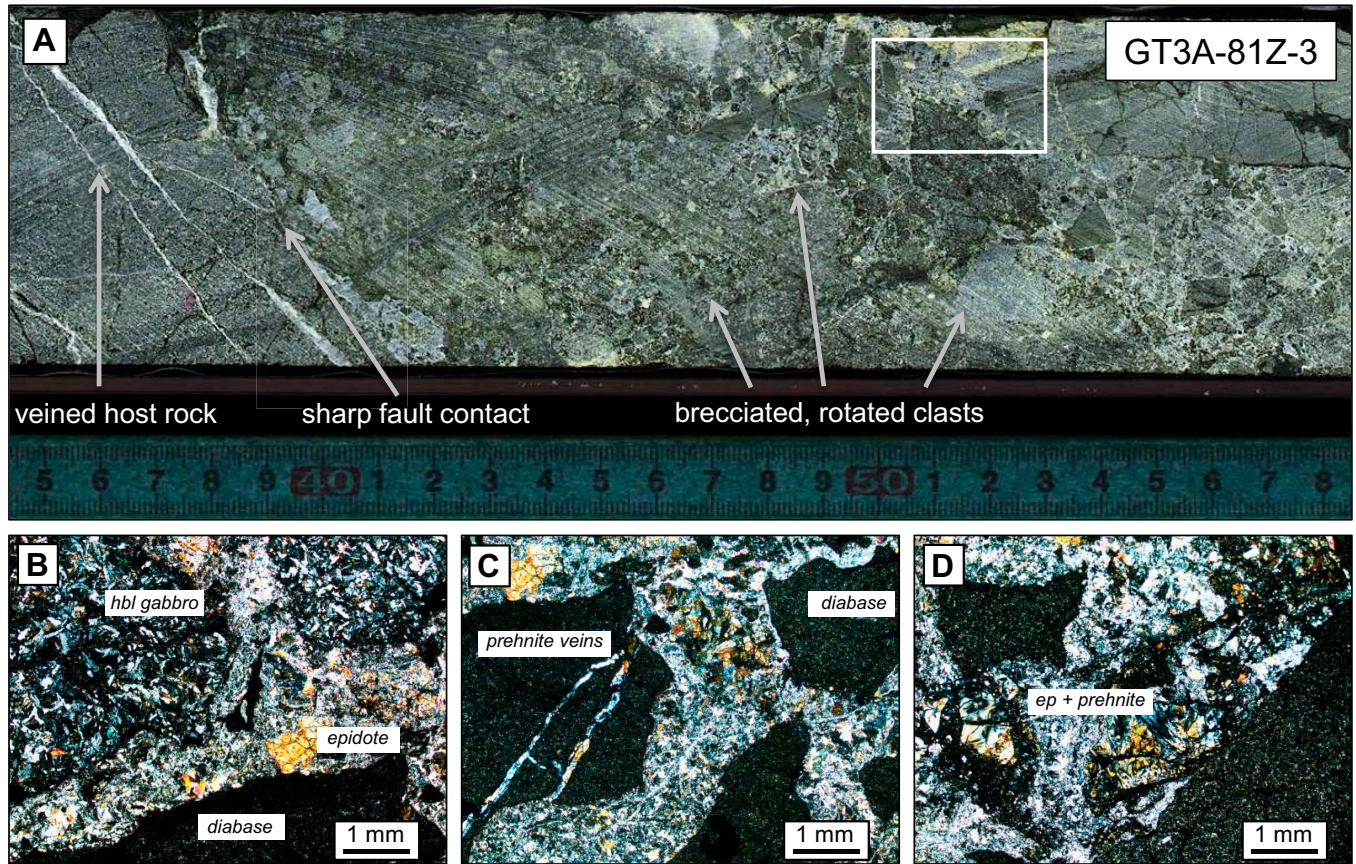 A
GT3A-81Z-3
veined host rock
sharp fault contact
brecciated, rotated clasts
5 6 7 8 9 40 1 2 3 4 5 6 7 8 9 50 1 2 3 4 5 6 7 8
B
hbl gabbro
epidote
diabase
1 mm
C
diabase
prehnite veins
1 mm
D
ep + prehnite
1 mm